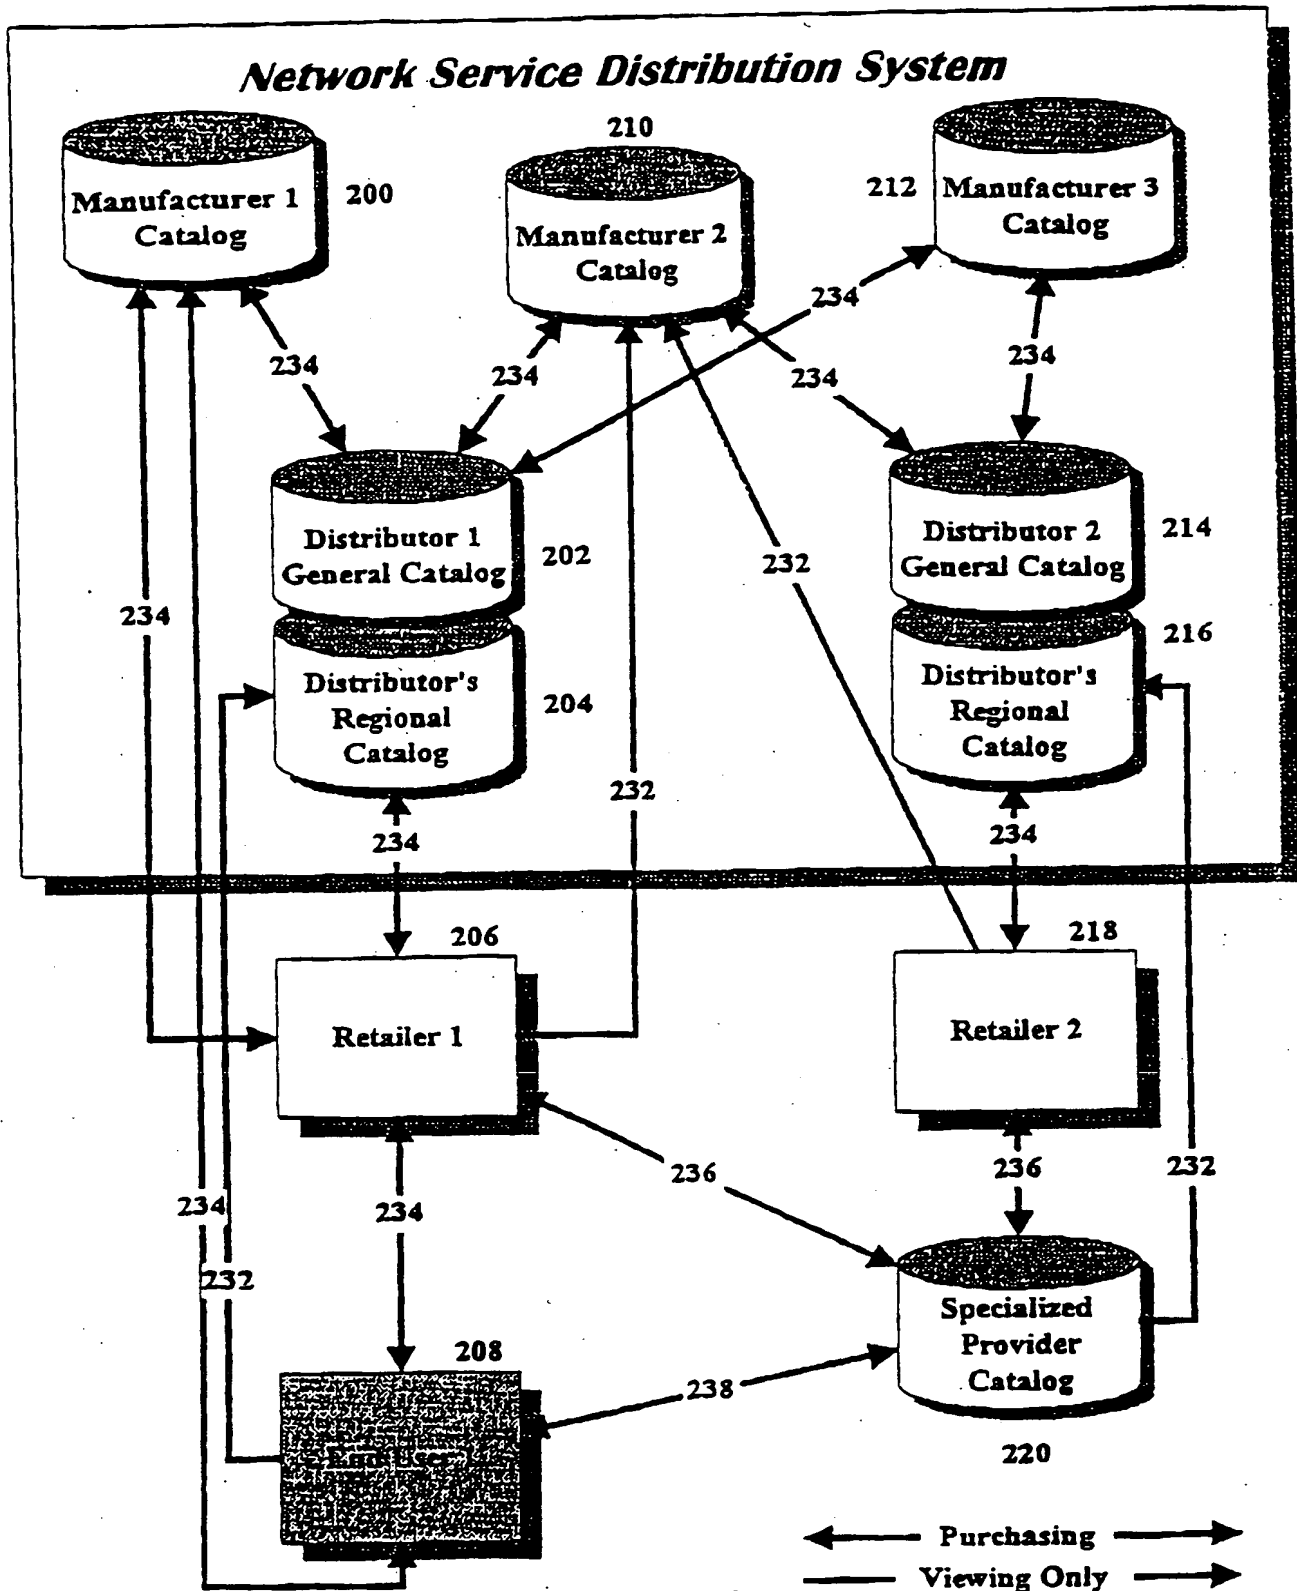 Network Service Distribution System
210
Manufacturer 1
Catalog
200
Manufacturer 2
Catalog
212
Manufacturer 3
Catalog
234
234
234
234
234
Distributor 1
General Catalog
202
232
Distributor 2
General Catalog
214
234
216
Distributor's
Regional
Catalog
204
Distributor's
Regional
Catalog
232
234
234
206
218
Retailer 1
Retailer 2
236
236
232
234
234
232
Specialized
Provider
Catalog
208
238
End User
220
Purchasing
Viewing Only